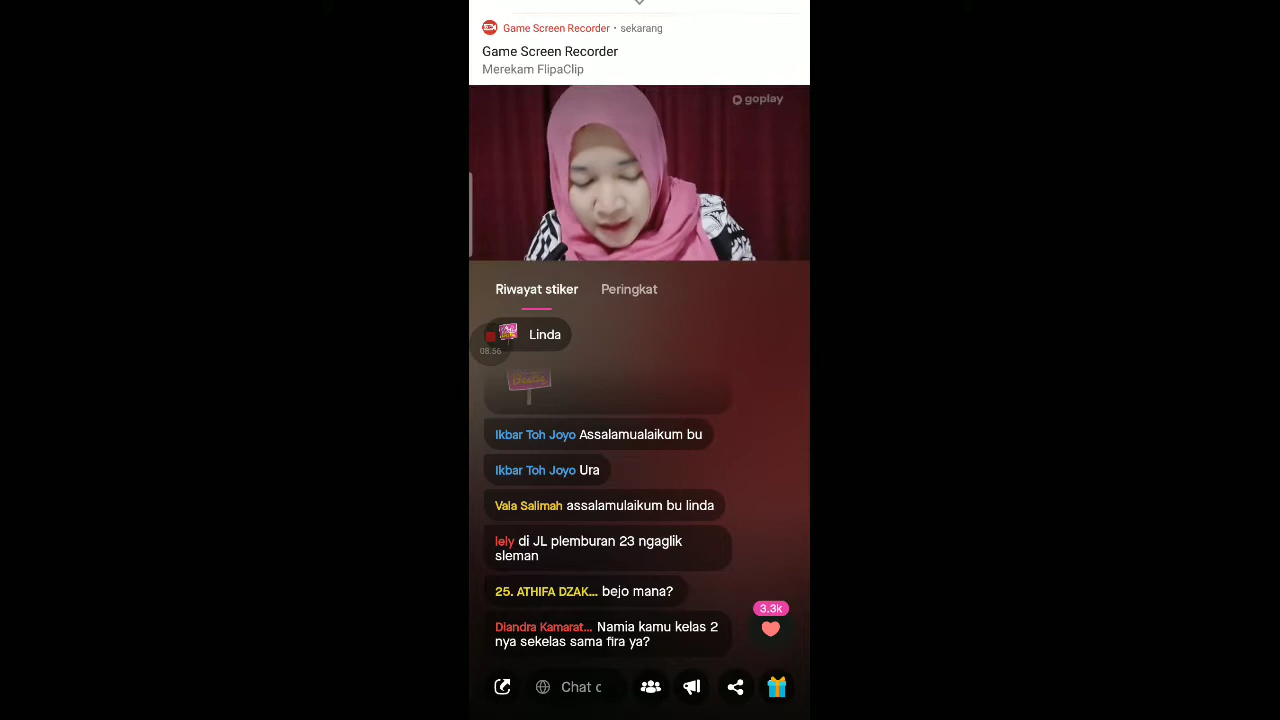 Game Screen Recorder • sekarang
Game Screen Recorder
Merekam FlipaClip
goplay
Riwayat stiker Peringkat
Linda
08.56
Bestie
Ikbar Toh Joyo Assalamualaikum bu
Ikbar Toh Joyo Ura
Vala Salimah assalamulaikum bu linda
lely di JL plemburan 23 ngaglik
sleman
25. ATHIFA DZAK... bejo mana?
3.3k
Diandra Kamarat... Namia kamu kelas 2
nya sekelas sama fira ya?
Chat